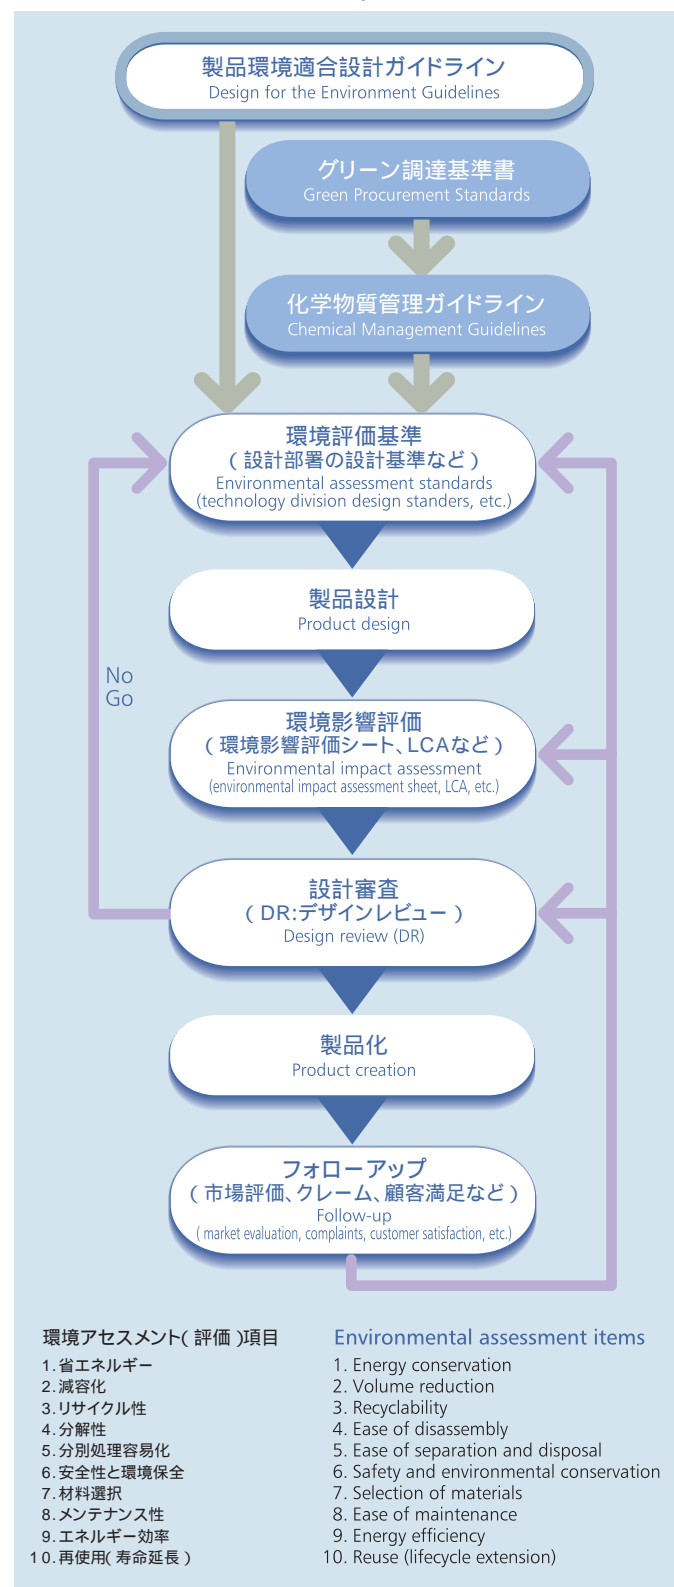 製品環境適合設計ガイドライン
Design for the Environment Guidelines
グリーン調達基準書
Green Procurement Standards
化学物質管理ガイドライン
Chemical Management Guidelines
環境評価基準
(設計部署の設計基準など)
Environmental assessment standards
(technology division design standers, etc.)
製品設計
Product design
No
Go
環境影響評価
(環境影響評価シート、LCAなど)
Environmental impact assessment
(environmental impact assessment sheet, LCA, etc.)
設計審査
(DR:デザインレビュー)
Design review (DR)
製品化
Product creation
フォローアップ
(市場評価、クレーム、顧客満足など)
Follow-up
( market evaluation, complaints, customer satisfaction, etc.)
環境アセスメント(評価)項目
1.省エネルギー
2.減容化
3.リサイクル性
4.分解性
5.分別処理容易化
6.安全性と環境保全
7.材料選択
8.メンテナンス性
9.エネルギー効率
10.再使用(寿命延長)
Environmental assessment items
1. Energy conservation
2. Volume reduction
3. Recyclability
4. Ease of disassembly
5. Ease of separation and disposal
6. Safety and environmental conservation
7. Selection of materials
8. Ease of maintenance
9. Energy efficiency
10. Reuse (lifecycle extension)